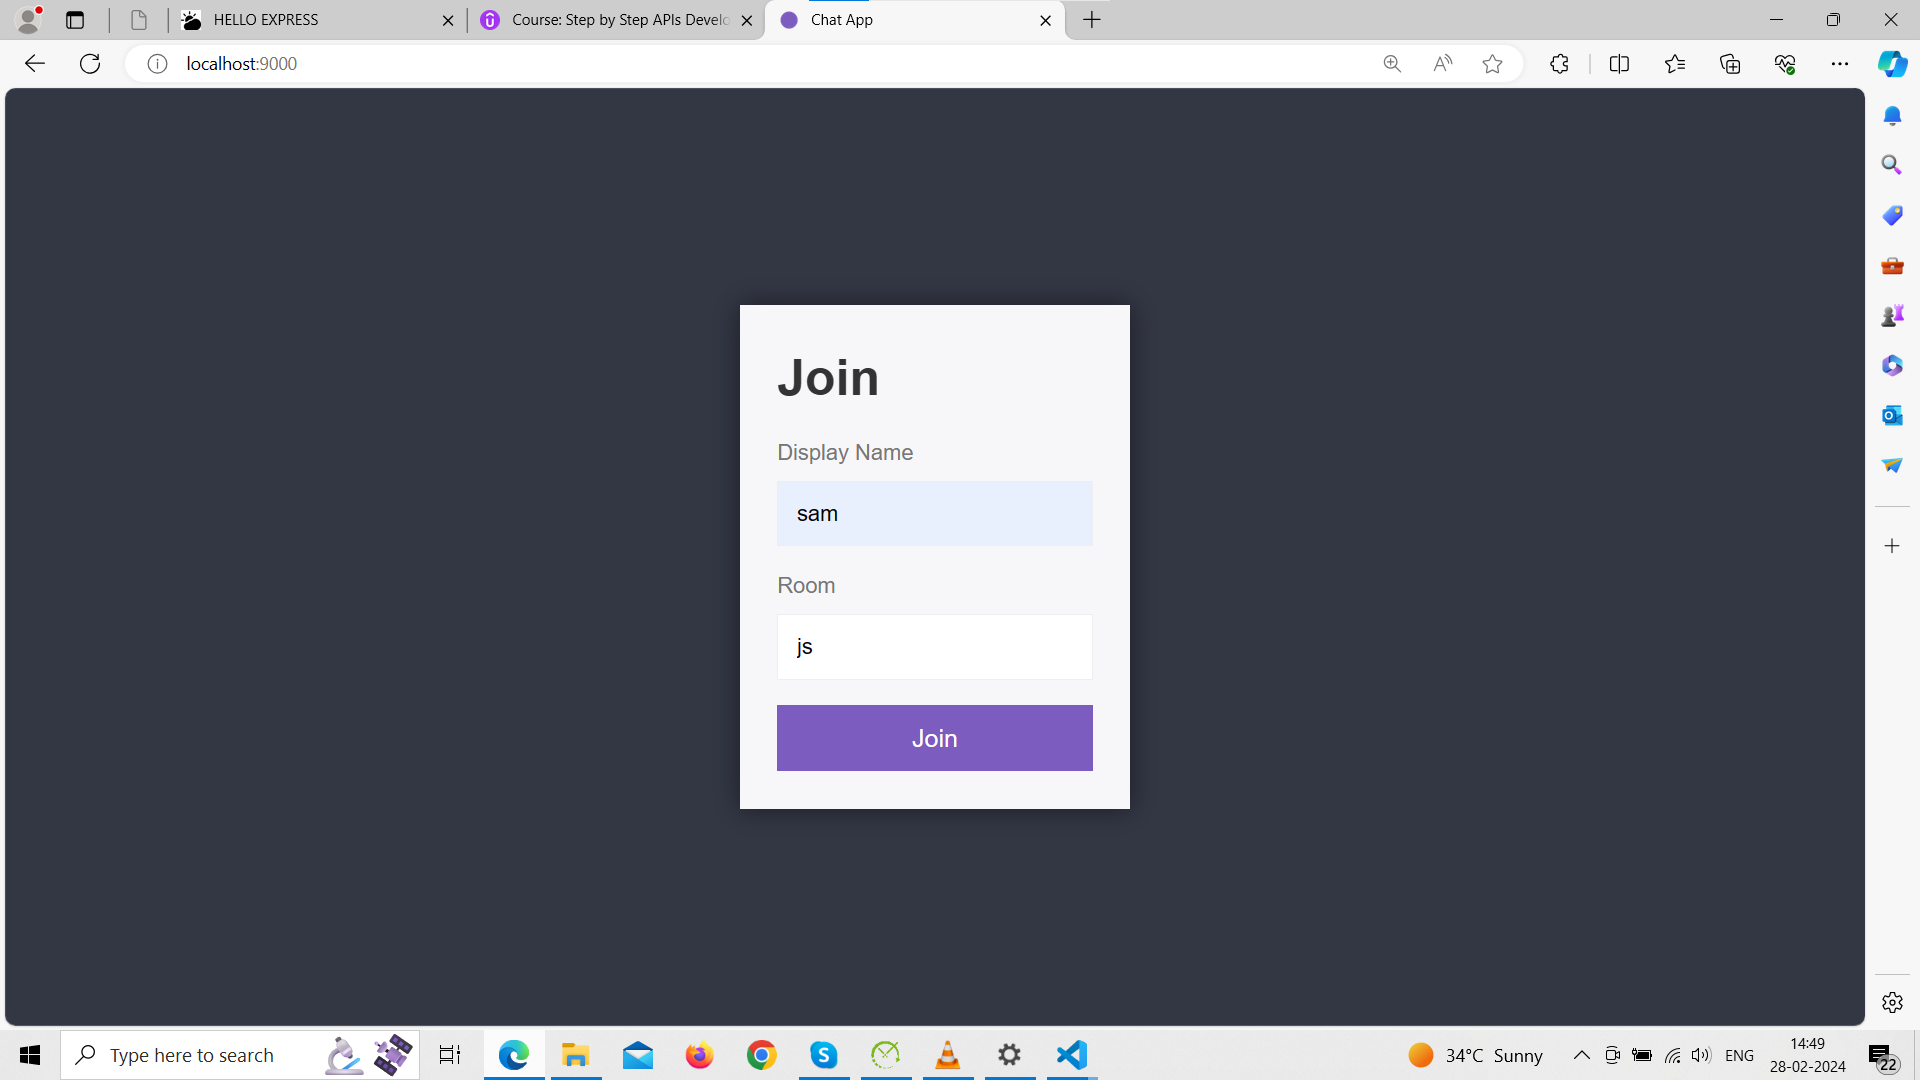 HELLO EXPRESS
Course: Step by Step APIs Develo
Chat App
localhost:9000
Join
Display Name
sam
Room
js
Join
Type here to search
34°C Sunny
ENG
14:49
28-02-2024
22